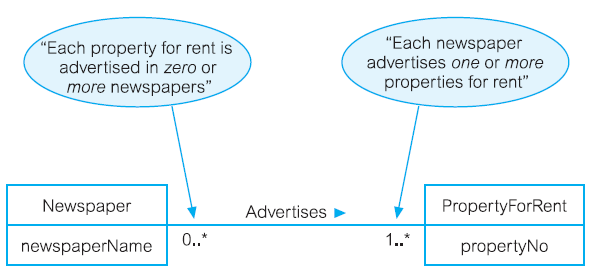 “Each property for rent is
advertised in zero or
more newspapers”
“Each newspaper
advertises one or more
properties for rent”
Newspaper
Advertises
PropertyForRent
newspaperName
0..*
1..*
propertyNo